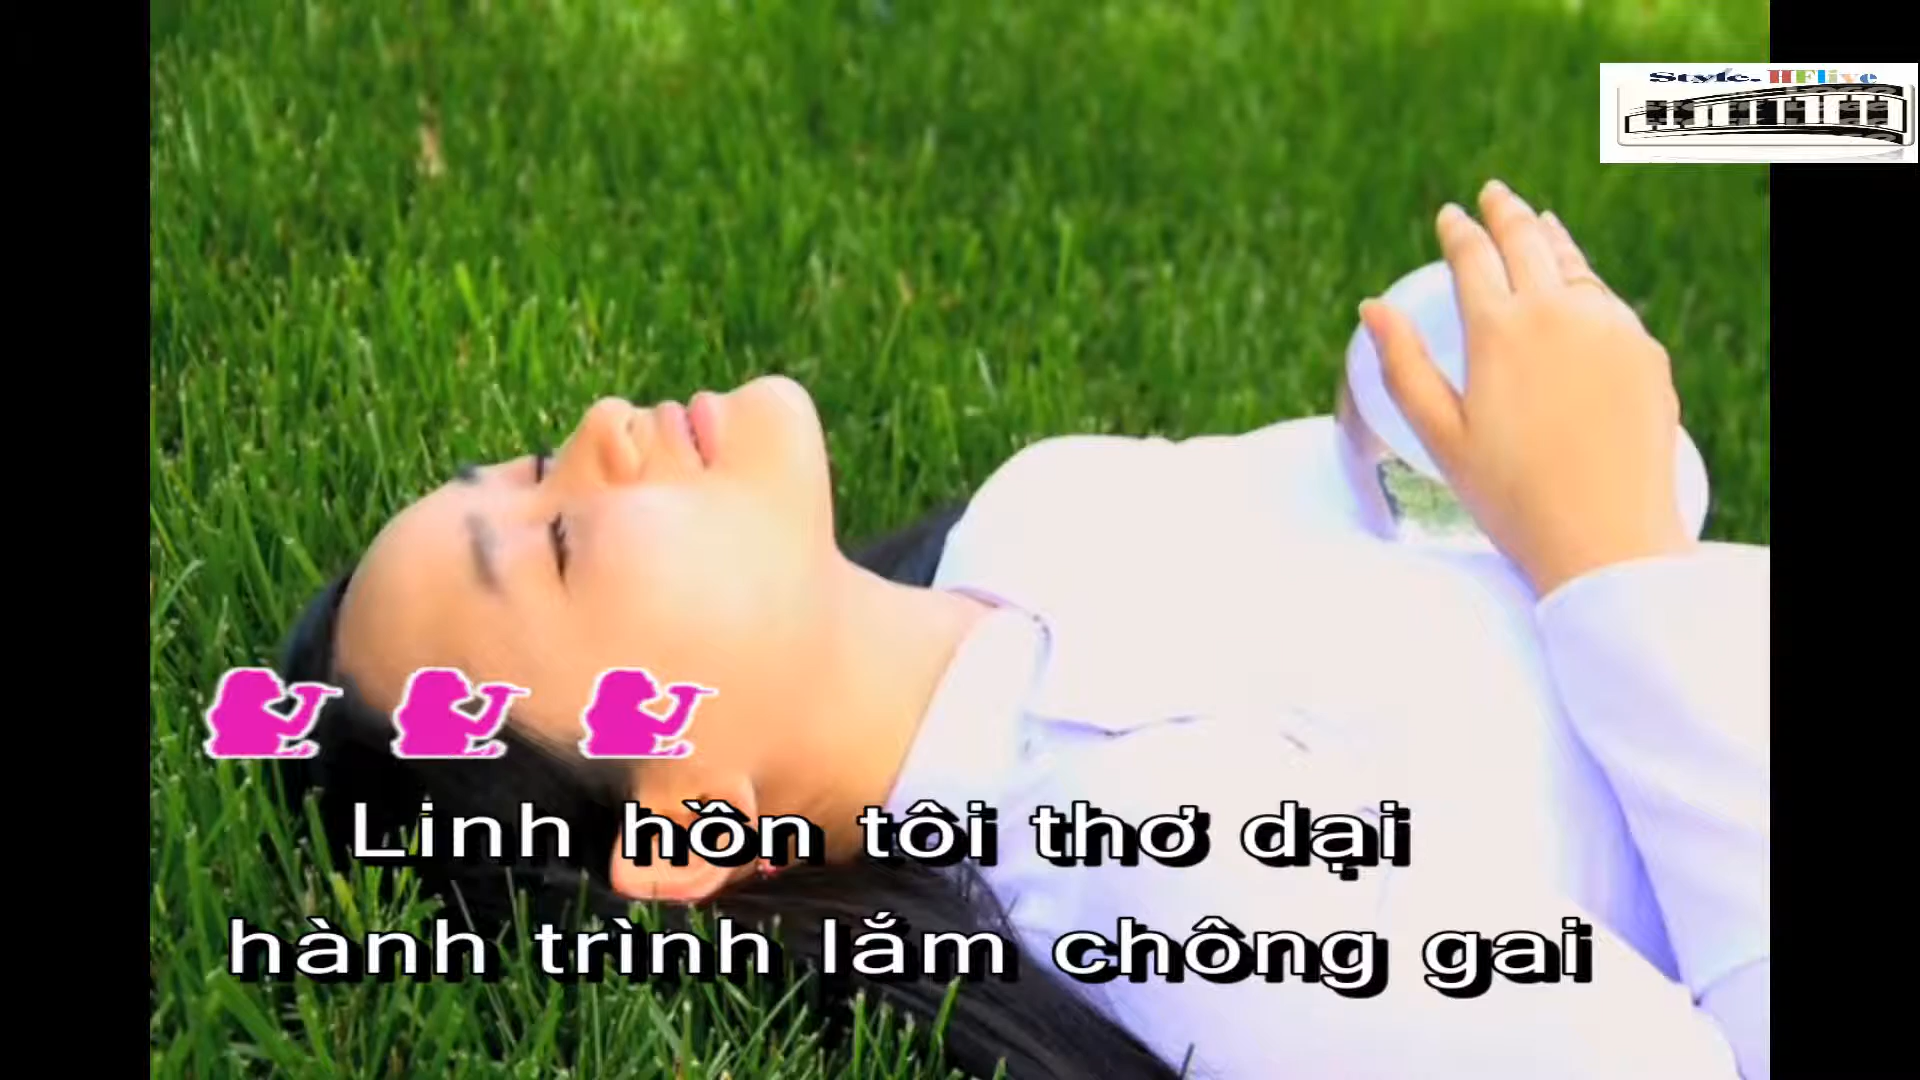 Style. HFlive
Linh hồn tôi thơ dại
hành trình lắm chông gai